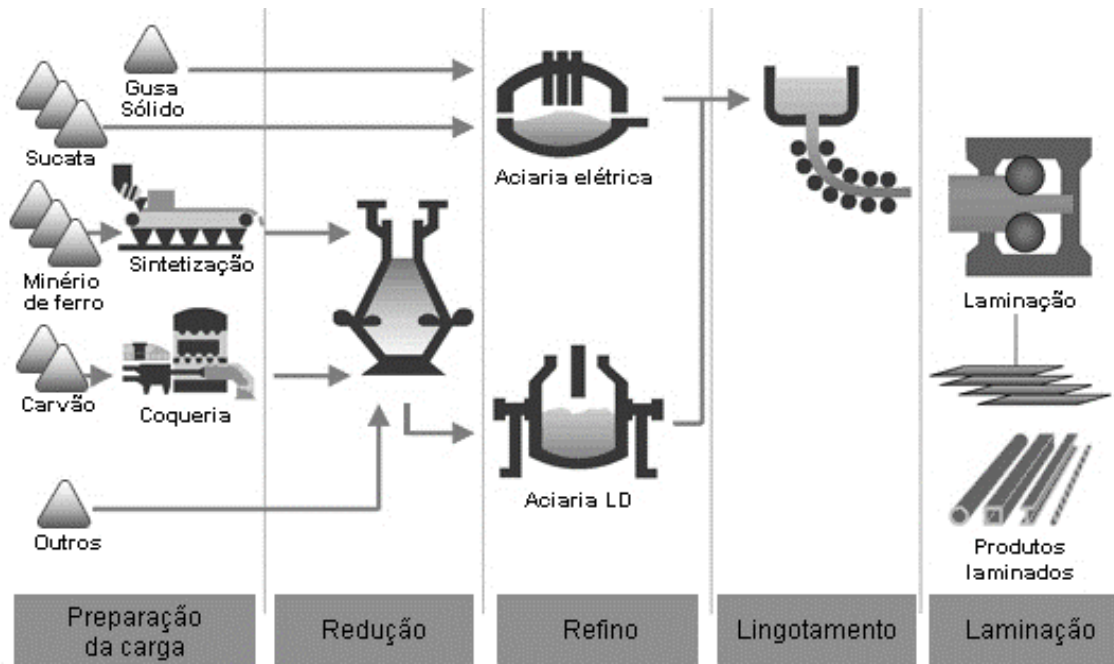 Gusa
Sólido
Sucata
Aciaria elétrica
Minério
de ferro
Sintetização
Laminação
Carvão
Coqueria
Aciaria LD
Outros
Produtos
laminados
Preparação
da carga
Redução
Refino
Lingotamento
Laminação